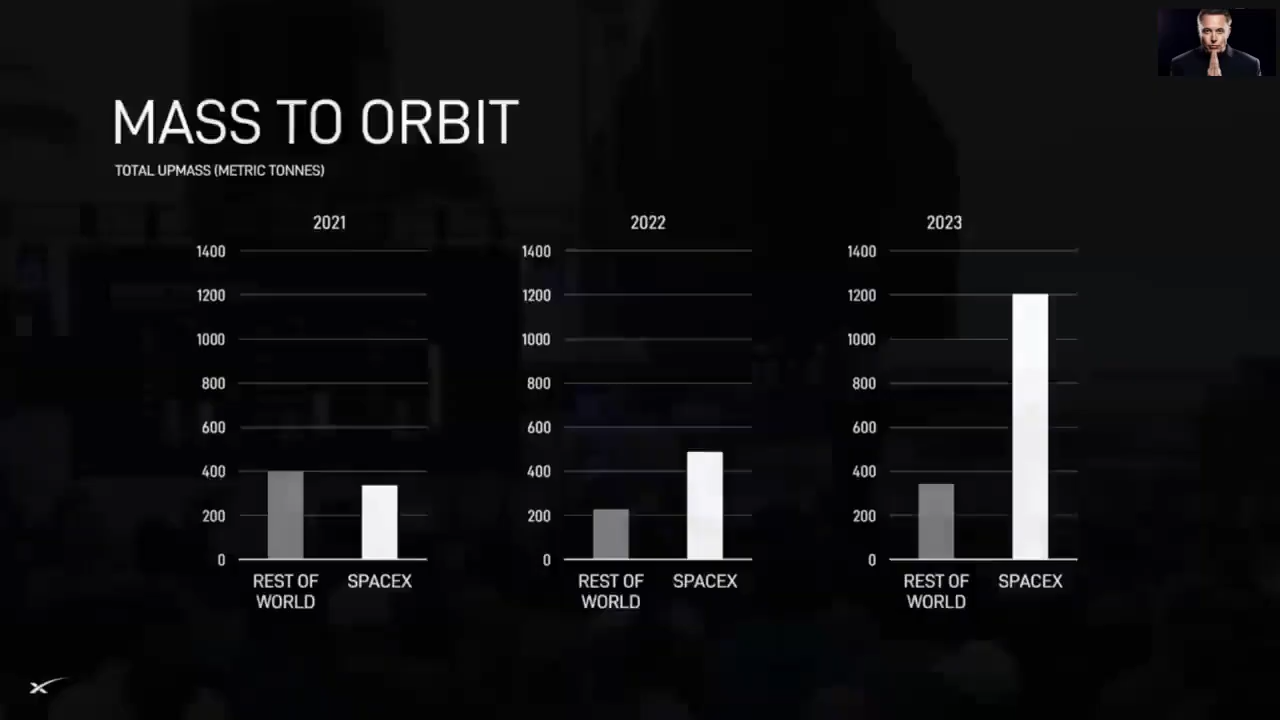 MASS TO ORBIT
TOTAL UPMASS (METRIC TONNES)
2021
1400
1200
1000
800
600
400
200
0
REST OF
WORLD
SPACEX
2022
1400
1200
1000
800
600
400
200
0
REST OF
WORLD
SPACEX
2023
1400
1200
1000
800
600
400
200
0
REST OF
WORLD
SPACEX